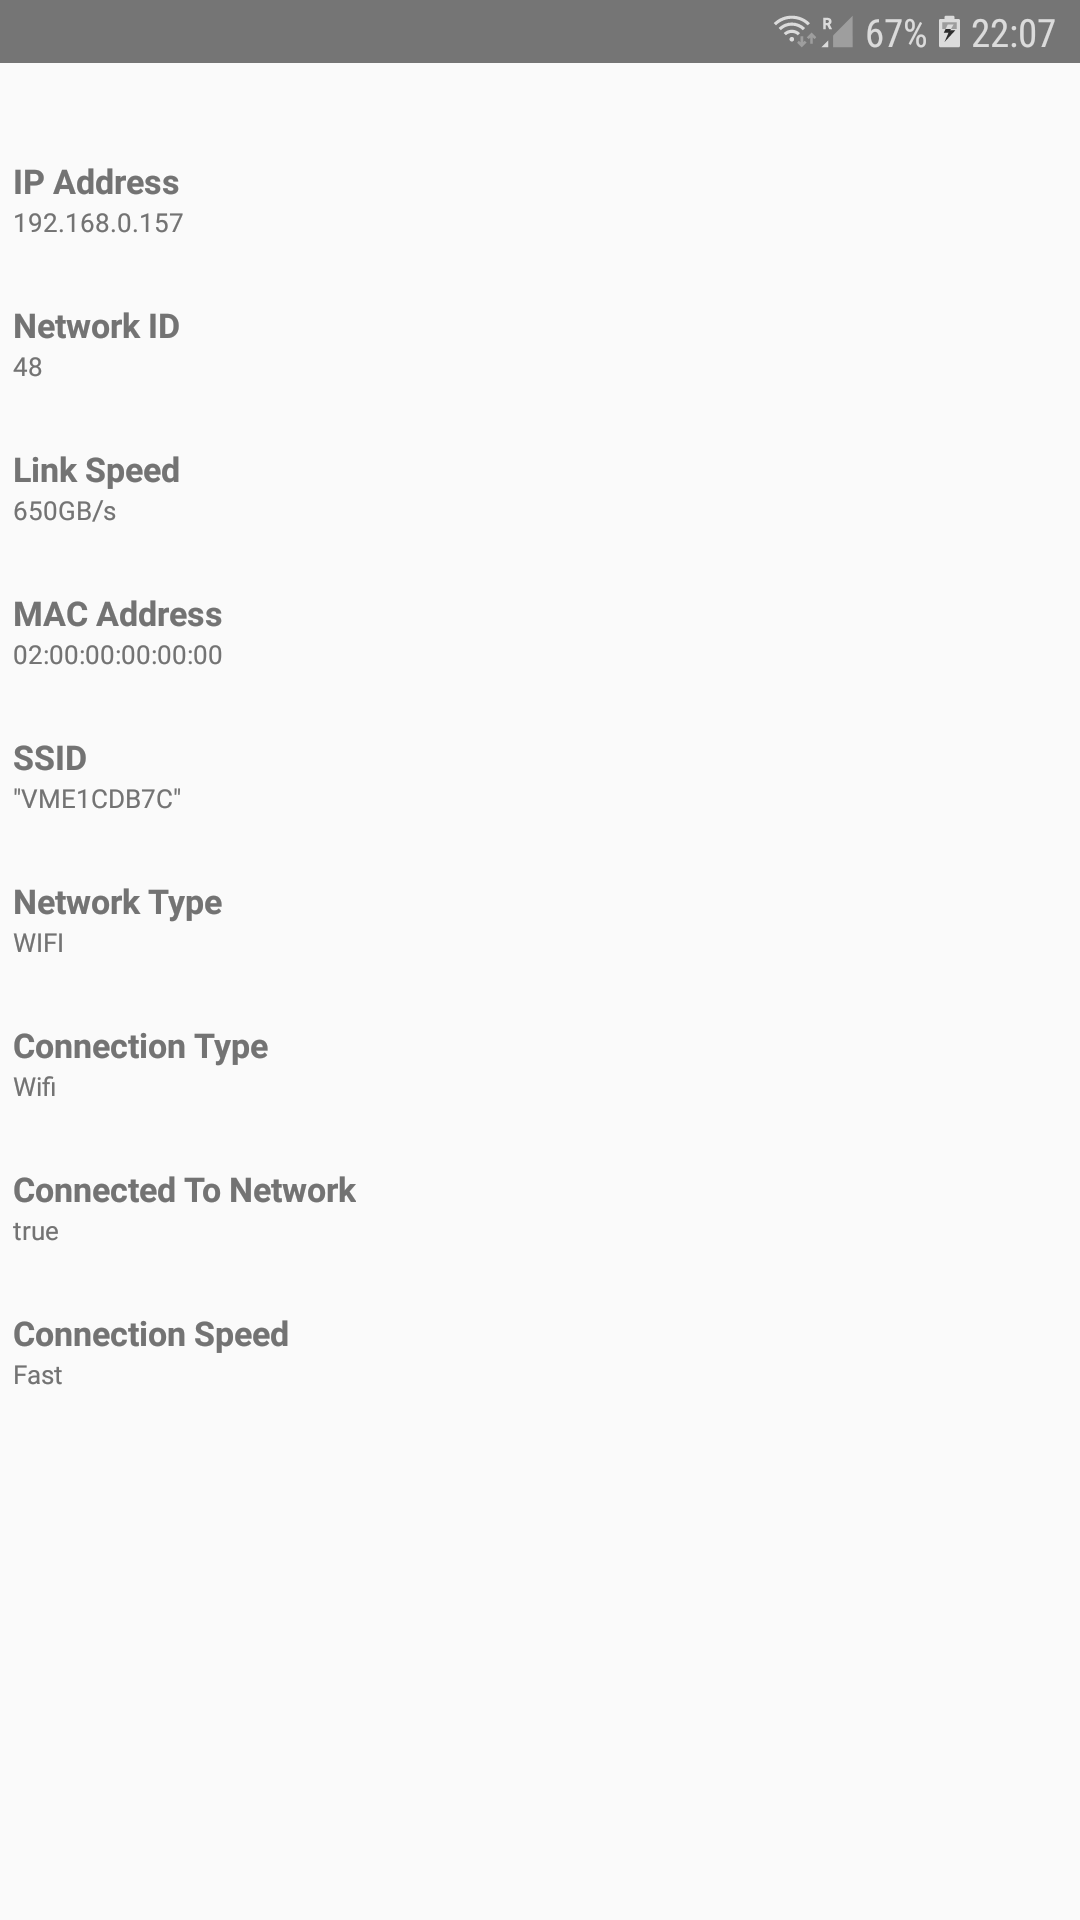 R 67% 22:07
IP Address
192.168.0.157
Network ID
48
Link Speed
650GB/s
MAC Address
02:00:00:00:00:00
SSID
"VME1CDB7C"
Network Type
WIFI
Connection Type
Wifi
Connected To Network
true
Connection Speed
Fast